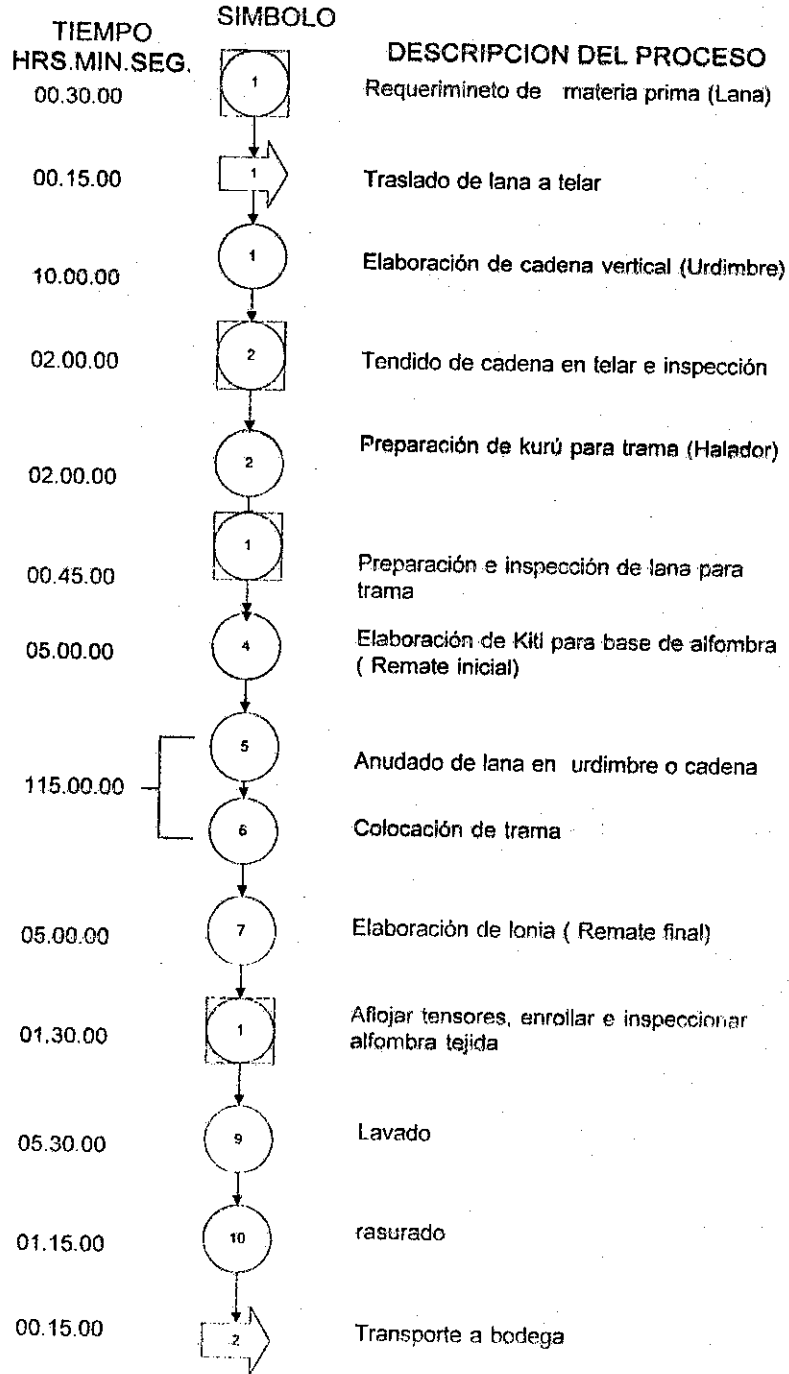 SIMBOLO
TIEMPO
HRS.MIN.SEG.
DESCRIPCION DEL PROCESO
00.30.00
1
Requerimineto de materia prima (Lana)
00.15.00
1
Traslado de lana a telar
10.00.00
1
Elaboración de cadena vertical (Urdimbre)
02.00.00
2
Tendido de cadena en telar e inspección
02.00.00
2
Preparación de kurú para trama (Halador)
00.45.00
1
Preparación e inspección de lana para
trama
05.00.00
4
Elaboración de Kiti para base de alfombra
( Remate inicial)
115.00.00
5
Anudado de lana en urdimbre o cadena
6
Colocación de trama
05.00.00
7
Elaboración de lonia ( Remate final)
01.30.00
1
Aflojar tensores, enrollar e inspeccionar
alfombra tejida
05.30.00
9
Lavado
01.15.00
10
rasurado
00.15.00
2
Transporte a bodega